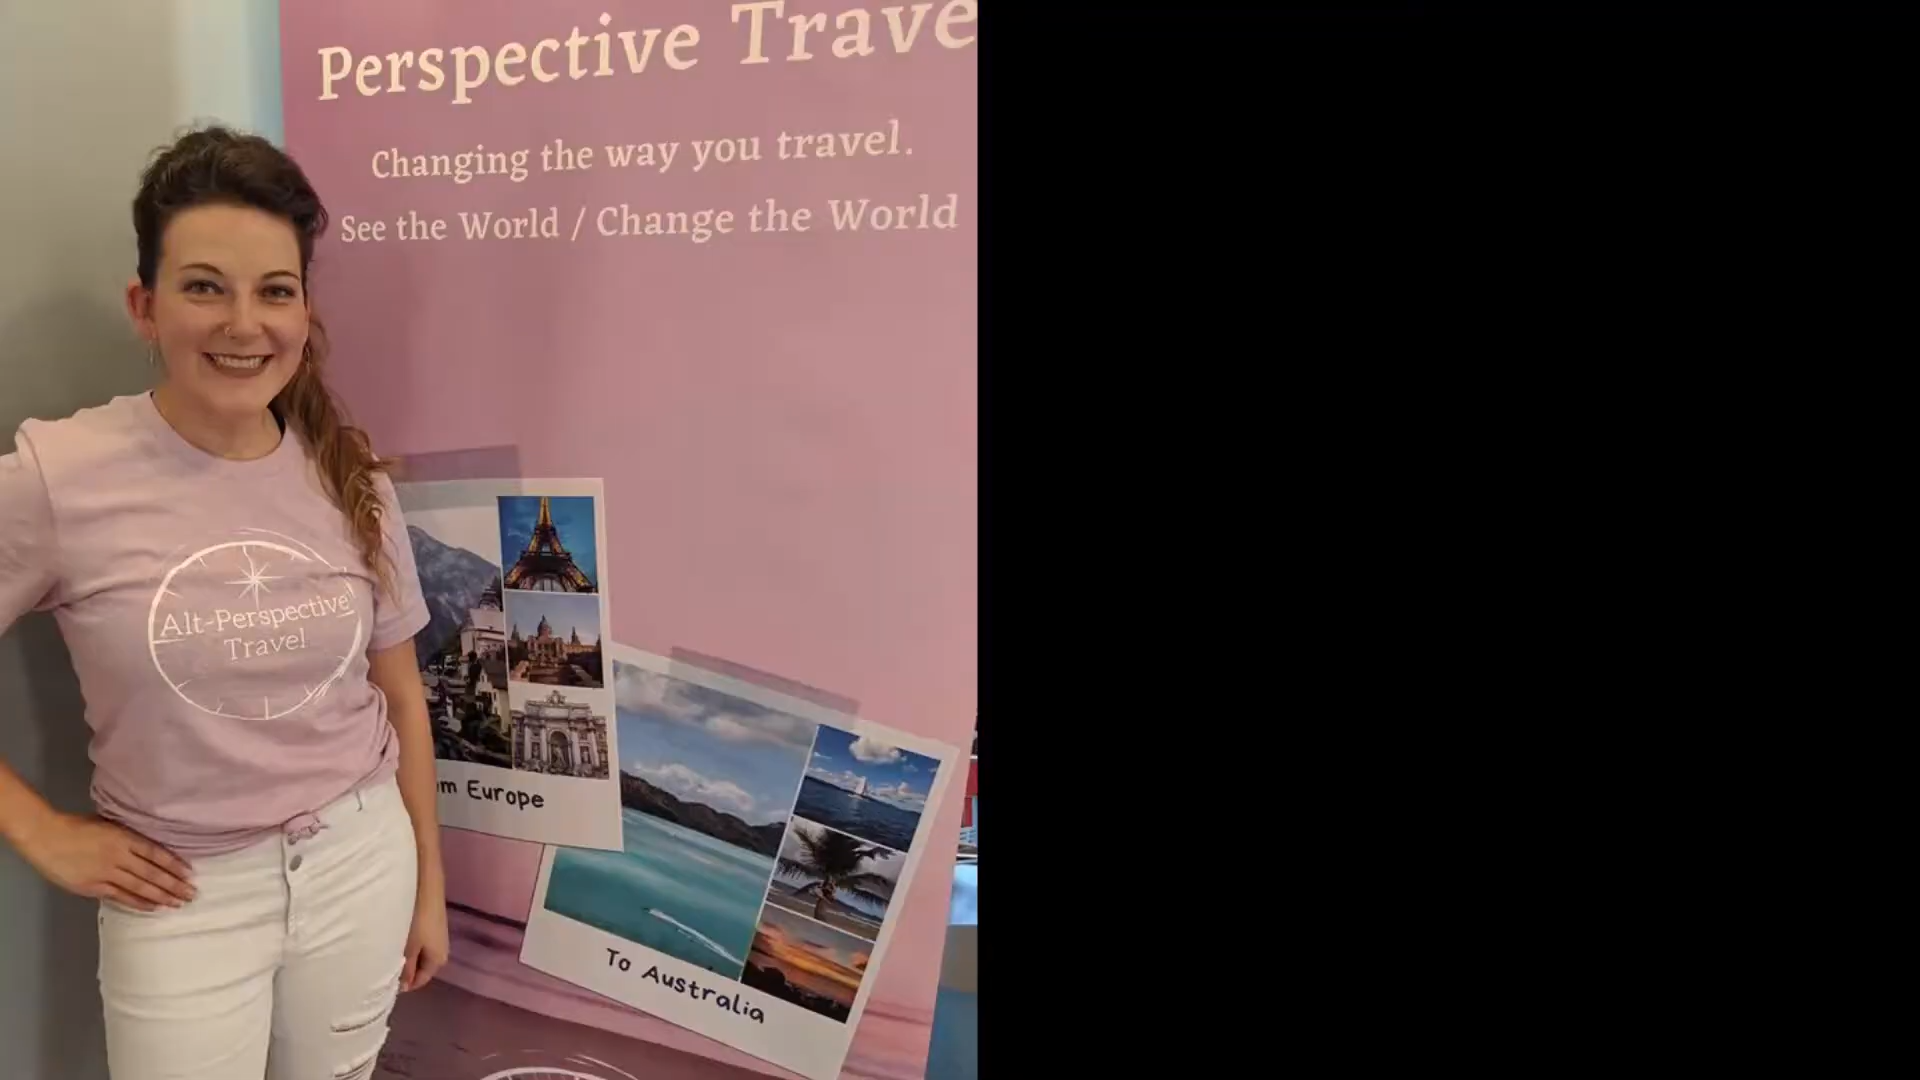 Perspective Trave
Changing the way you travel.
See the World / Change the World
Alt-Perspective
Travel
m Europe
To Australia